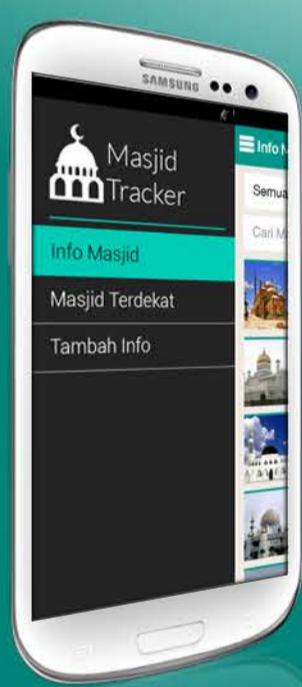 SAMSUNG
Masjid
Tracker
Info Masjid
Masjid Terdekat
Tambah Info
Info
Semua
Cari